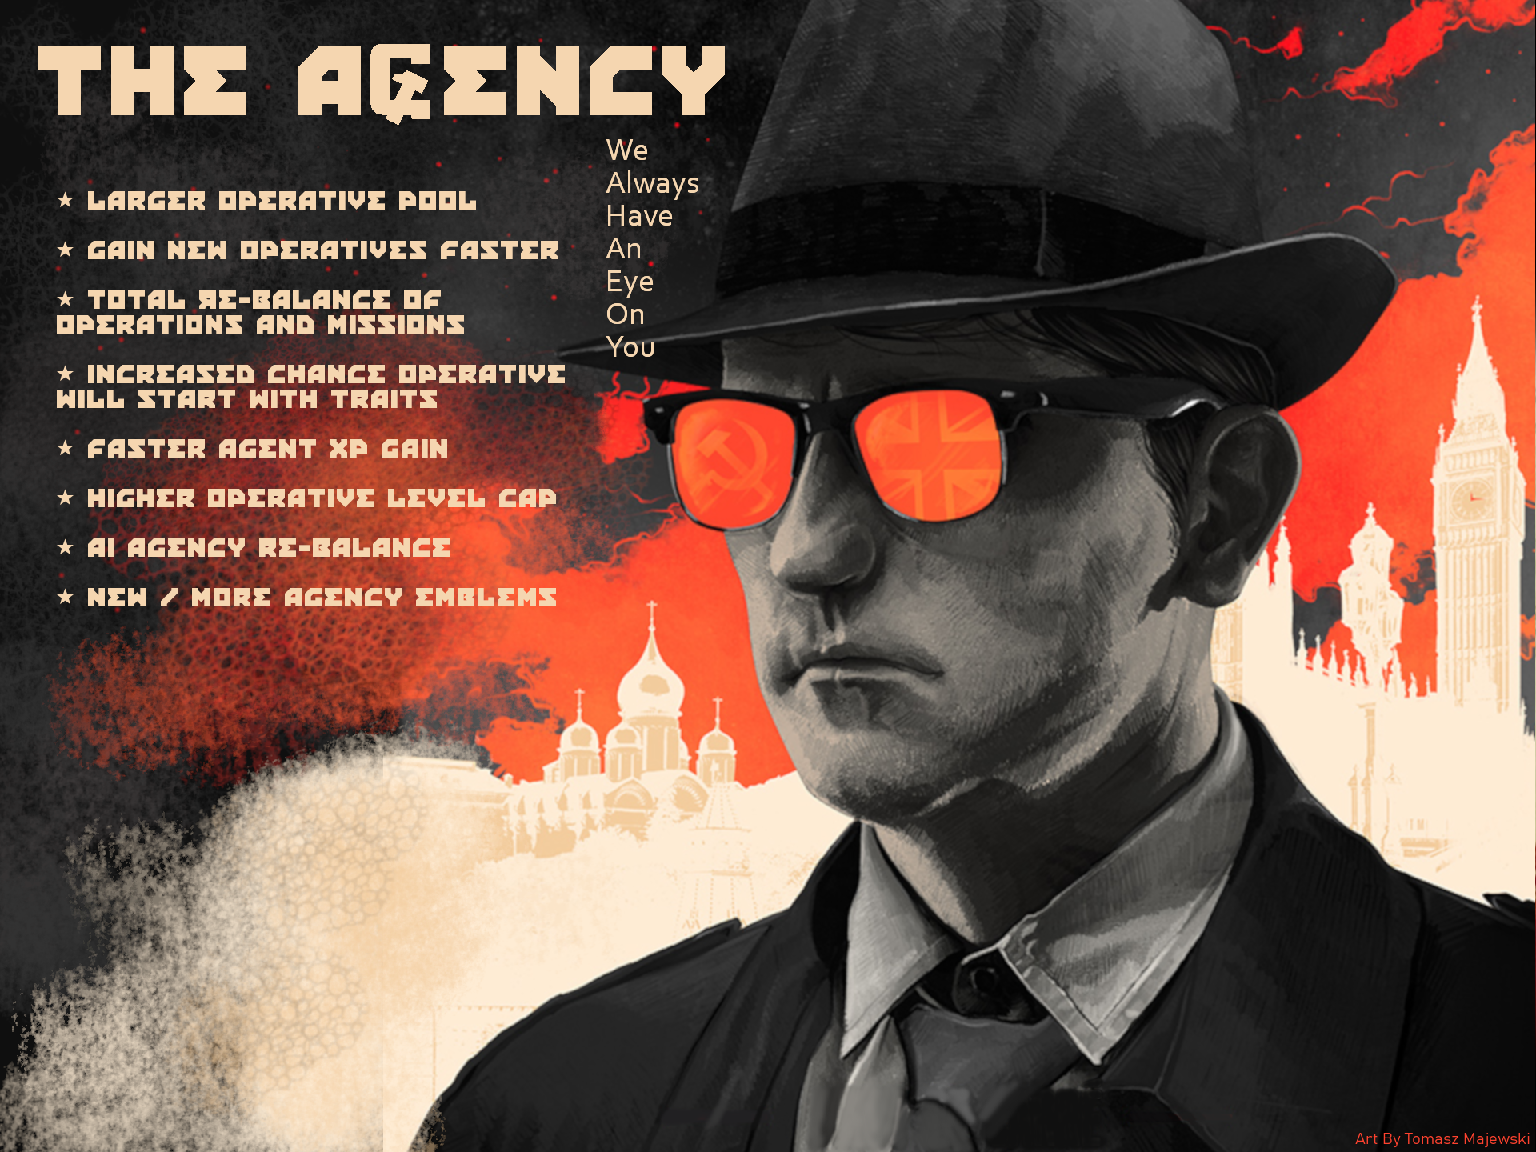 THE AGENCY
We
Always
Have
An
Eye
On
You
★ LARGER OPERATIVE POOL
★ GAIN NEW OPERATIVES FASTER
★ TOTAL ЯE-BALANCE OF
OPERATIONS AND MISSIONS
★ INCREASED CHANCE OPERATIVE
WILL START WITH TRAITS
★ FASTER AGENT XP GAIN
★ HIGHER OPERATIVE LEVEL CAP
★ AI AGENCY RE-BALANCE
★ NEW / MORE AGENCY EMBLEMS
Art By Tomasz Majewski